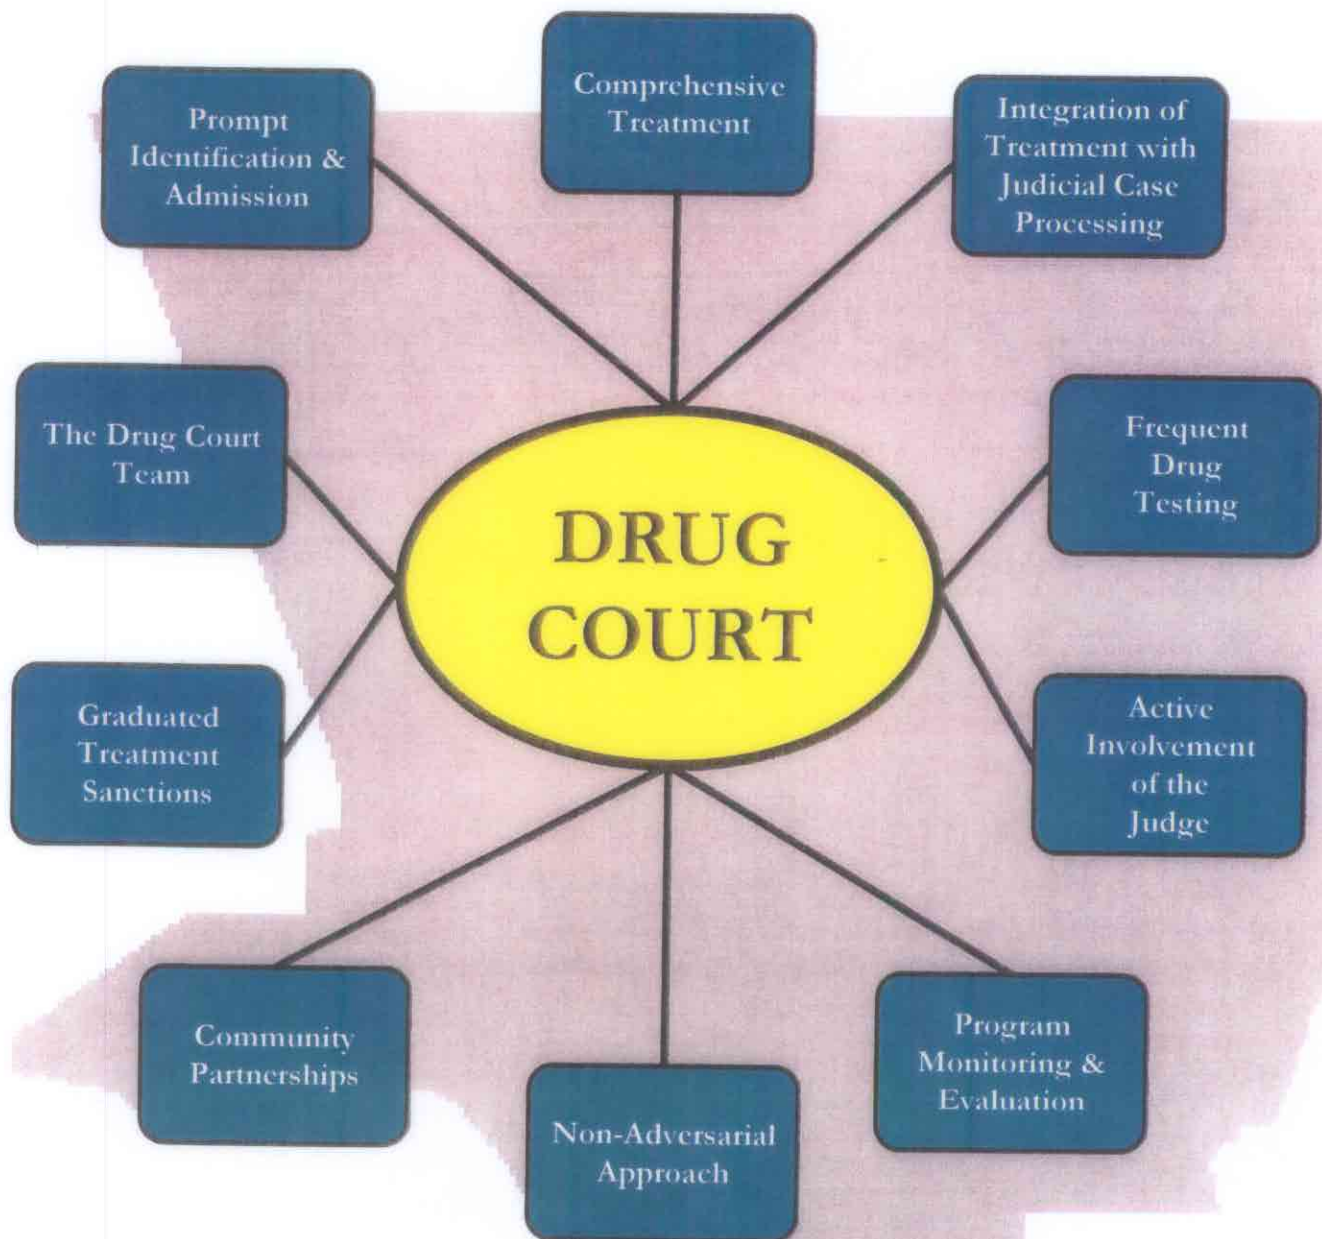 Comprehensive
Treatment
Prompt
Identification &
Admission
Integration of
Treatment with
Judicial Case
Processing
The Drug Court
Team
Frequent
Drug
Testing
DRUG
COURT
Graduated
Treatment
Sanctions
Active
Involvement
of the
Judge
Community
Partnerships
Program
Monitoring &
Evaluation
Non-Adversarial
Approach